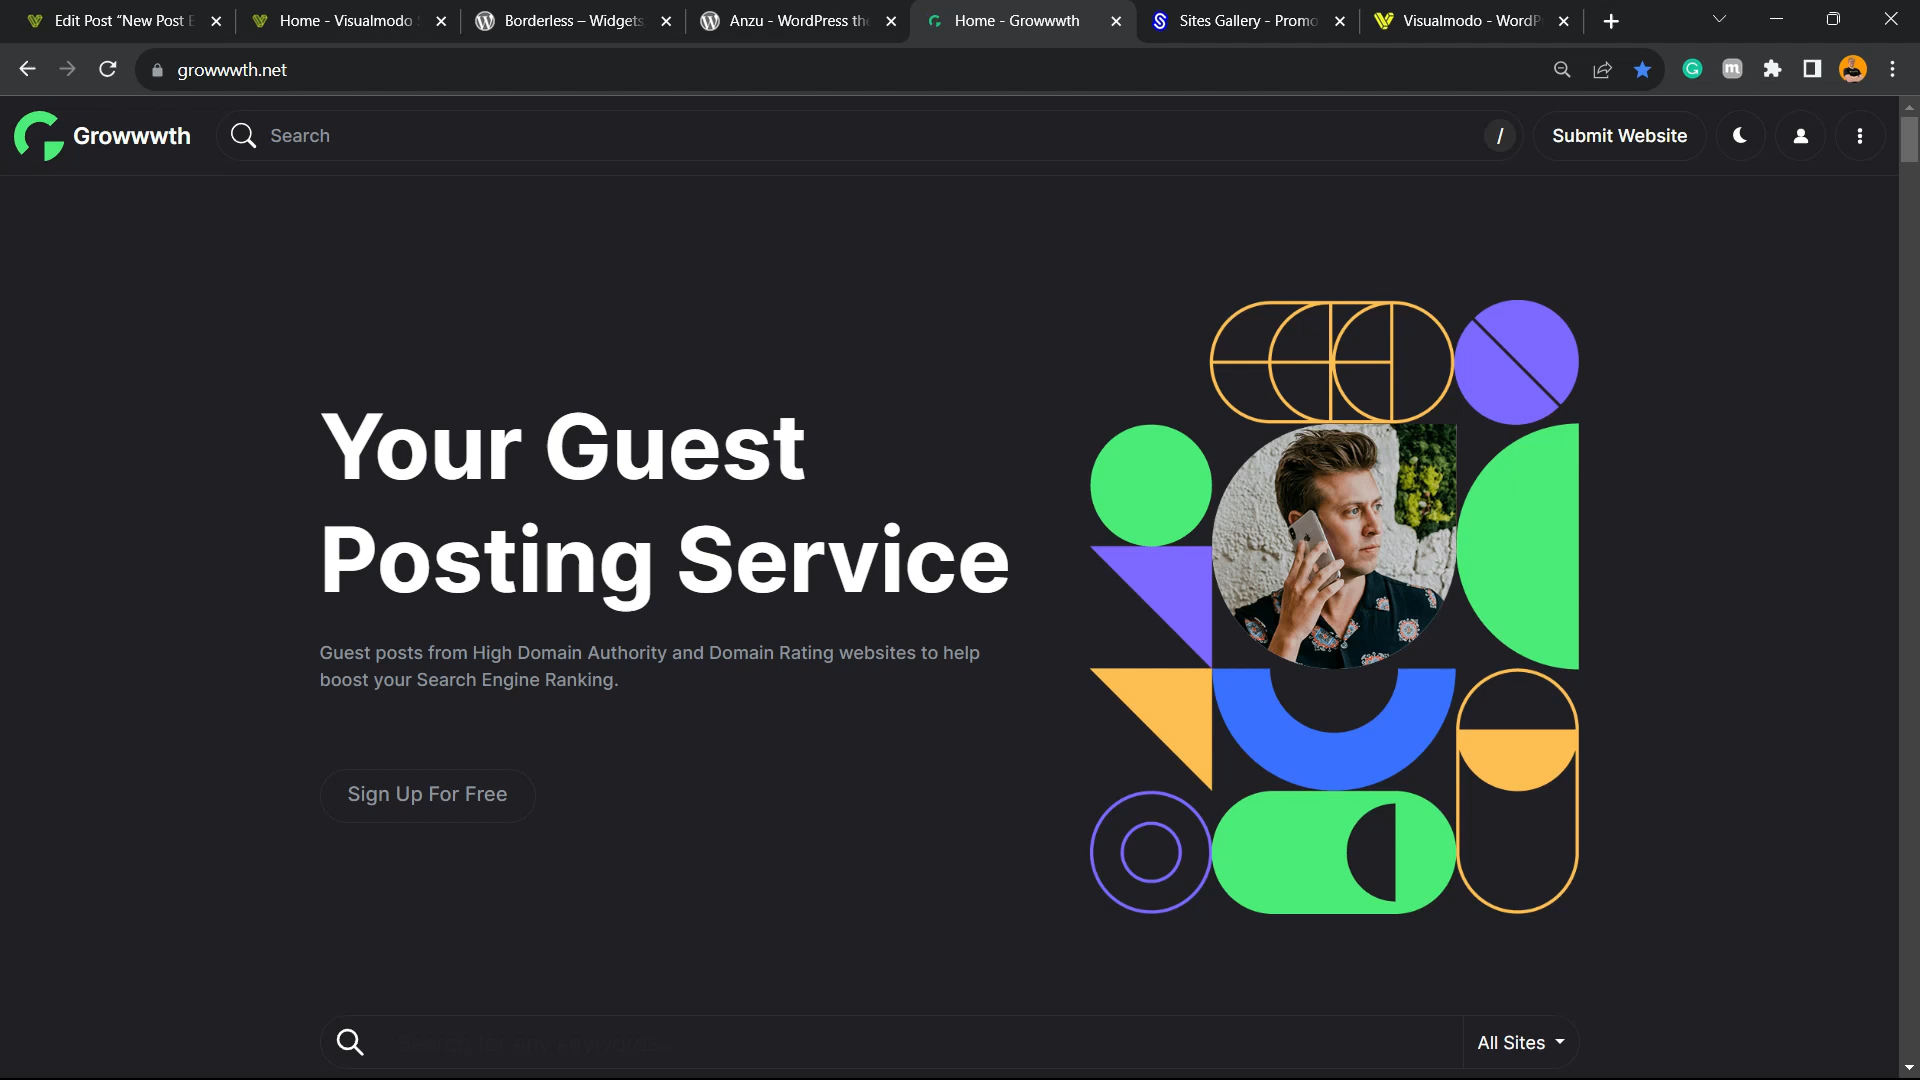 Edit Post “New Post E
Home - Visualmodo
Borderless – Widgets
Anzu - WordPress the
Home - Growwwth
Sites Gallery - Promo
Visualmodo - WordP
growwwth.net
Growwwth
Search
/
Submit Website
Your Guest
Posting Service
Guest posts from High Domain Authority and Domain Rating websites to help
boost your Search Engine Ranking.
Sign Up For Free
All Sites